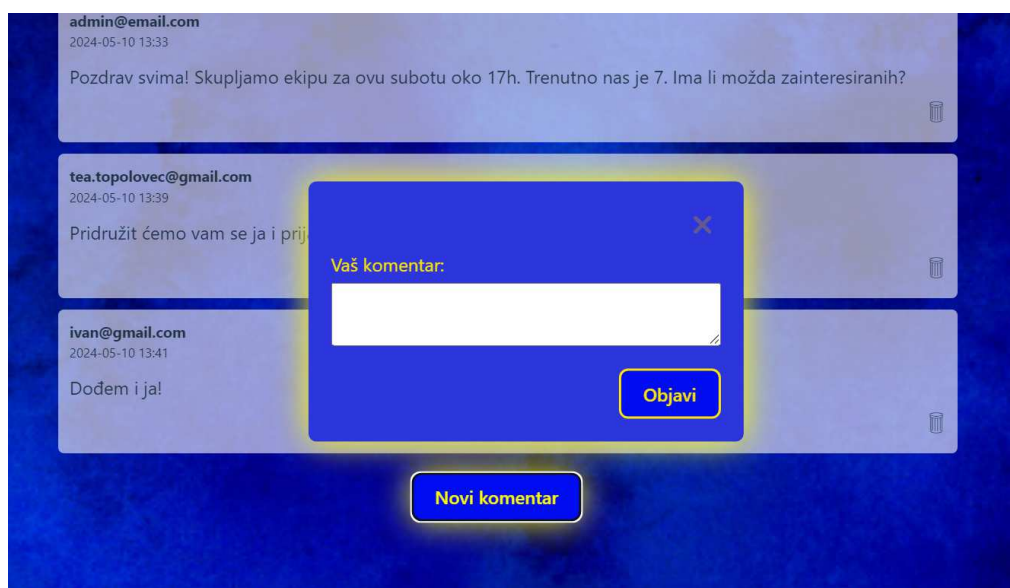 admin@email.com
2024-05-10 13:33
Pozdrav svima! Skupljamo ekipu za ovu subotu oko 17h. Trenutno nas je 7. Ima li možda zainteresiranih?
tea.topolovec@gmail.com
2024-05-10 13:39
Pridružit ćemo vam se ja i prij
Vaš komentar:
Objavi
ivan@gmail.com
2024-05-10 13:41
Dođem i ja!
Novi komentar